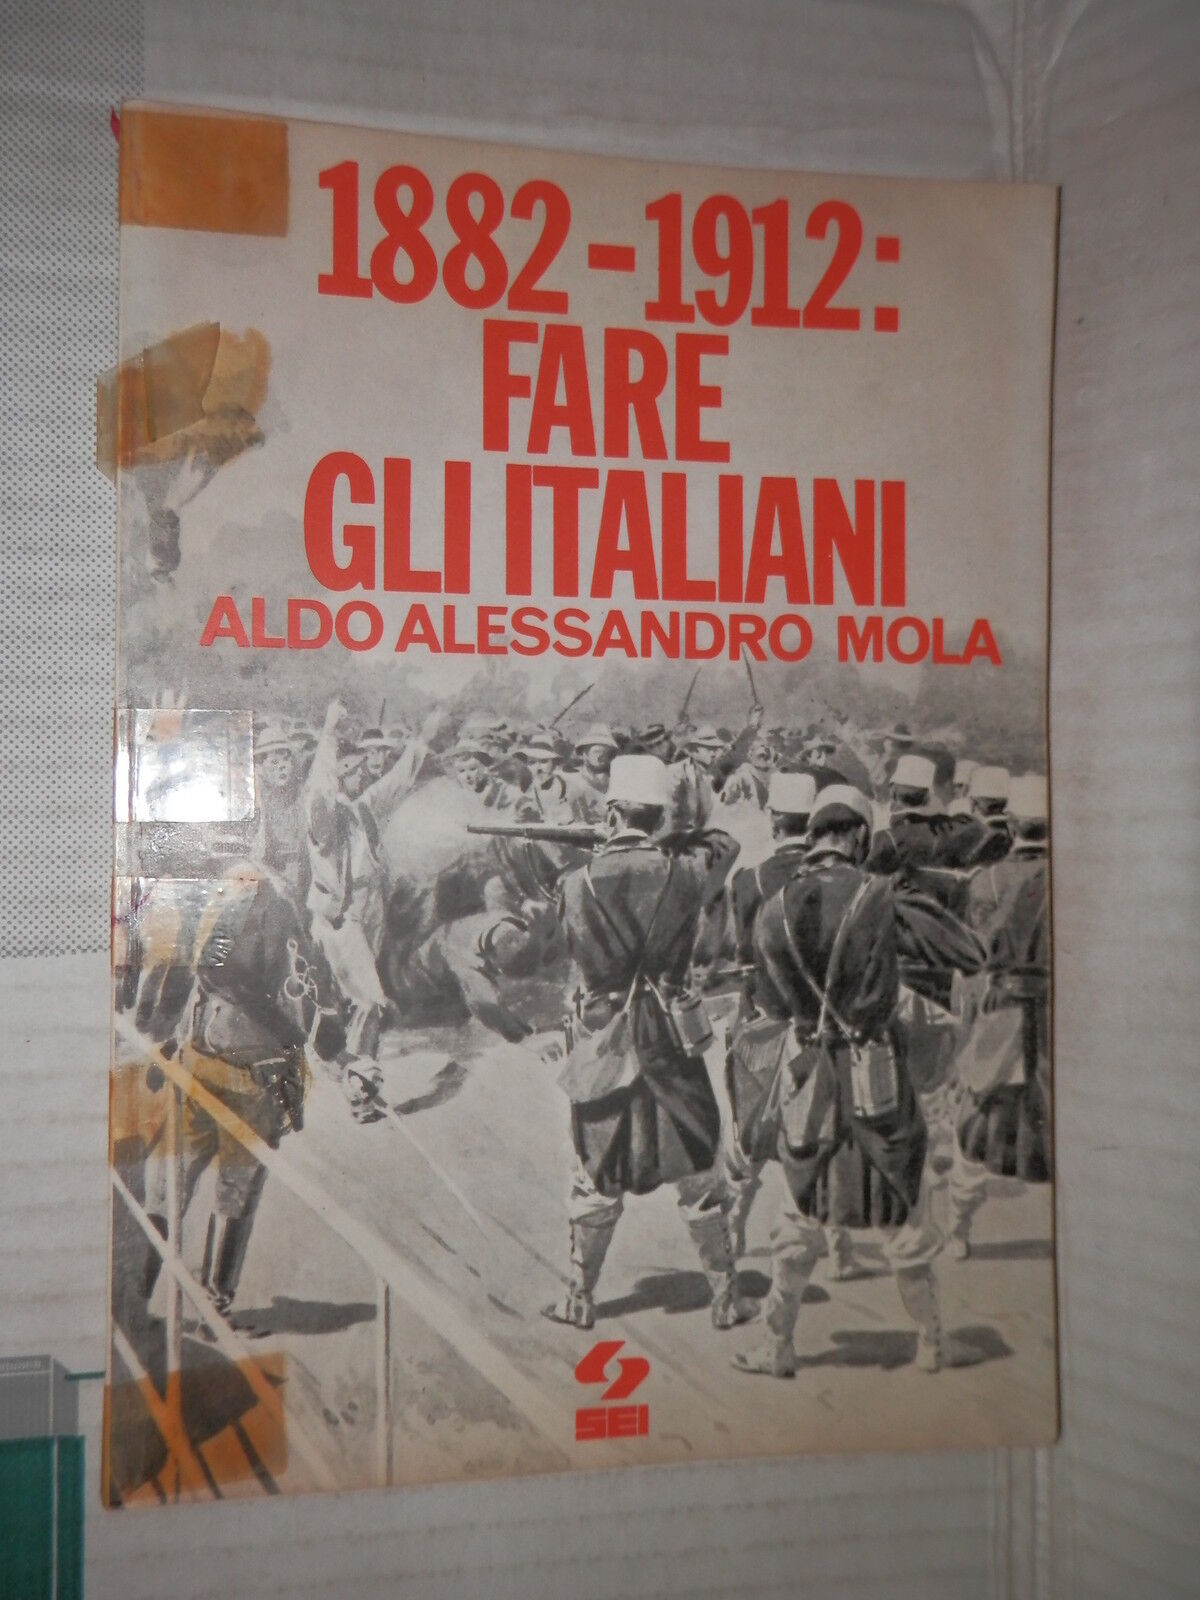 1882-1912:
FARE
GLI ITALIANI
ALDO ALESSANDRO MOLA
SEI